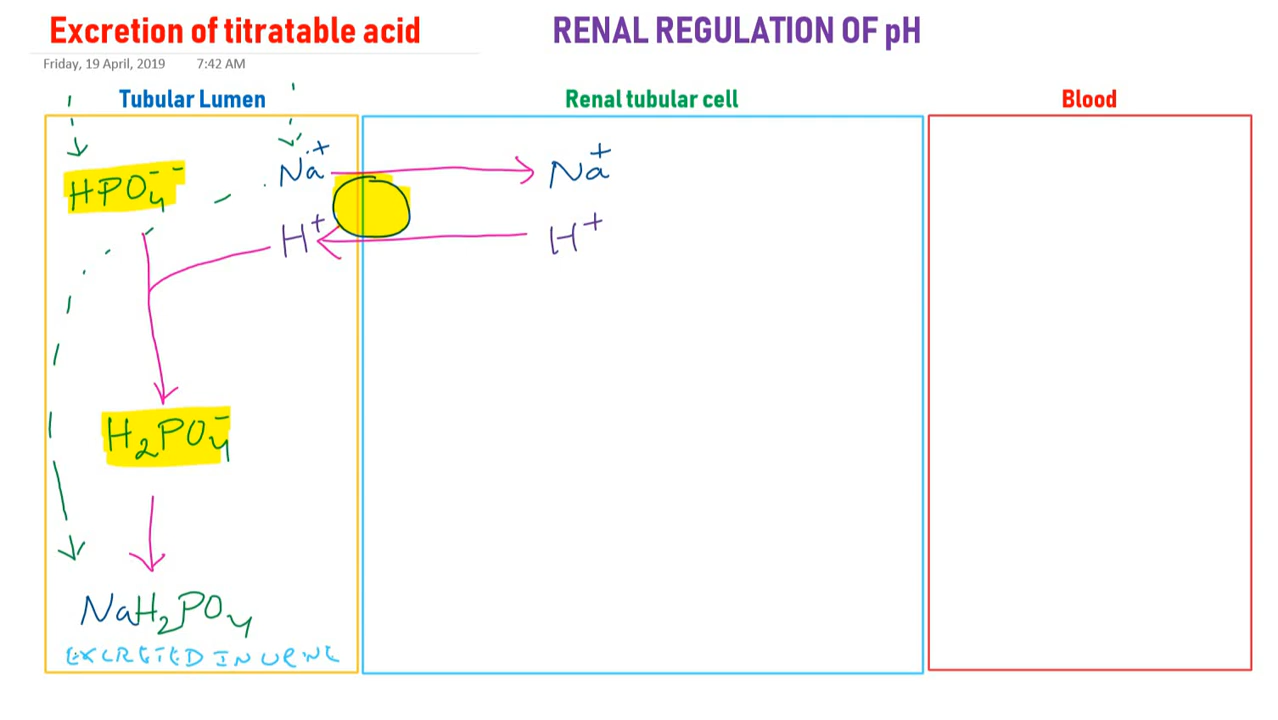 Excretion of titratable acid
RENAL REGULATION OF pH
Friday, 19 April, 2019 7:42 AM
Tubular Lumen
Renal tubular cell
Blood
HPO₄⁻⁻
Na⁺
Na⁺
H⁺
H⁺
H₂PO₄⁻
NaH₂PO₄
EXCRETED IN URINE